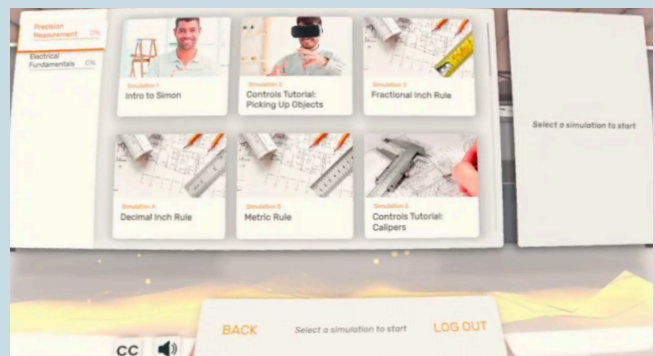 Precision
Measurement 0%
Electrical
Fundamentals 0%
Simulation 1
Intro to Simon
Simulation 2
Controls Tutorial:
Picking Up Objects
Simulation 3
Fractional Inch Rule
Simulation 4
Decimal Inch Rule
Simulation 5
Metric Rule
Simulation 6
Controls Tutorial:
Calipers
Select a simulation to start
BACK
Select a simulation to start
LOG OUT
CC